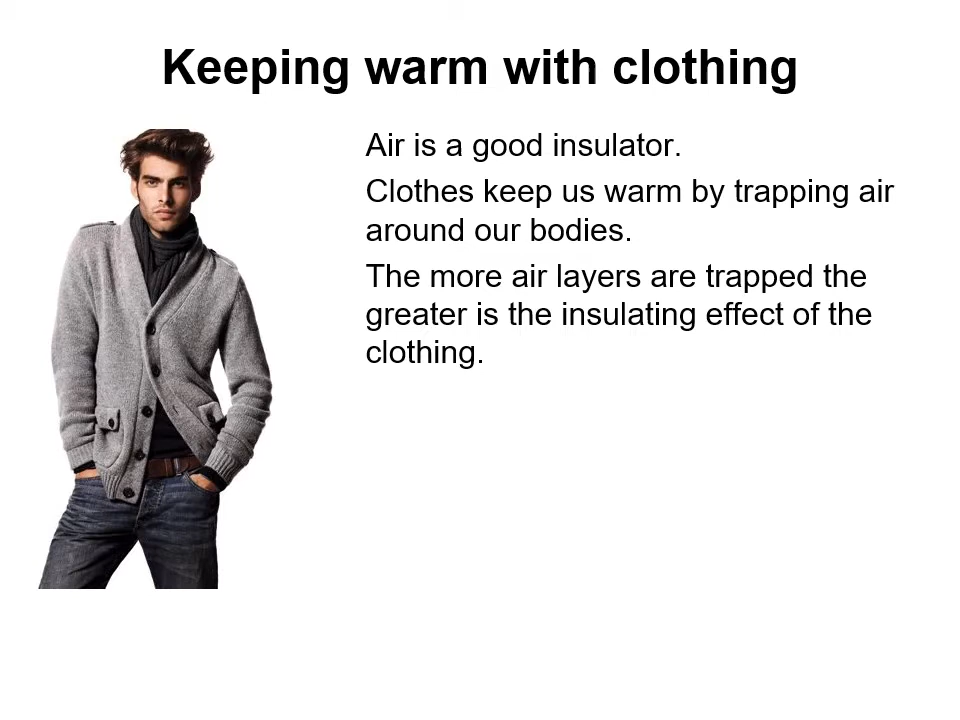 Keeping warm with clothing
Air is a good insulator.
Clothes keep us warm by trapping air
around our bodies.
The more air layers are trapped the
greater is the insulating effect of the
clothing.